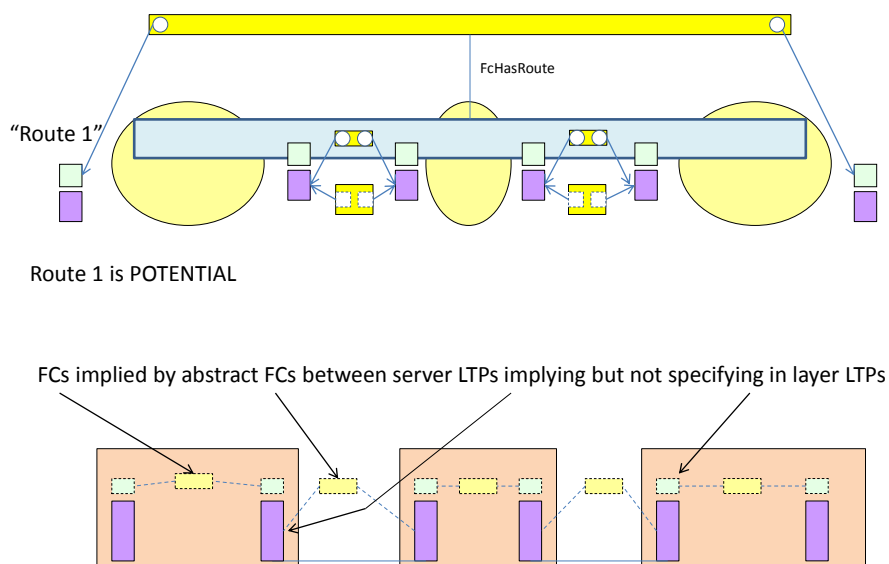 FcHasRoute
“Route 1”
Route 1 is POTENTIAL
FCs implied by abstract FCs between server LTPs implying but not specifying in layer LTPs